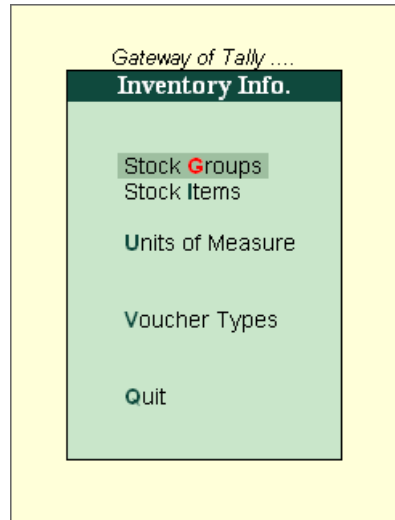 Gateway of Tally ....
Inventory Info.
Stock Groups
Stock Items
Units of Measure
Voucher Types
Quit